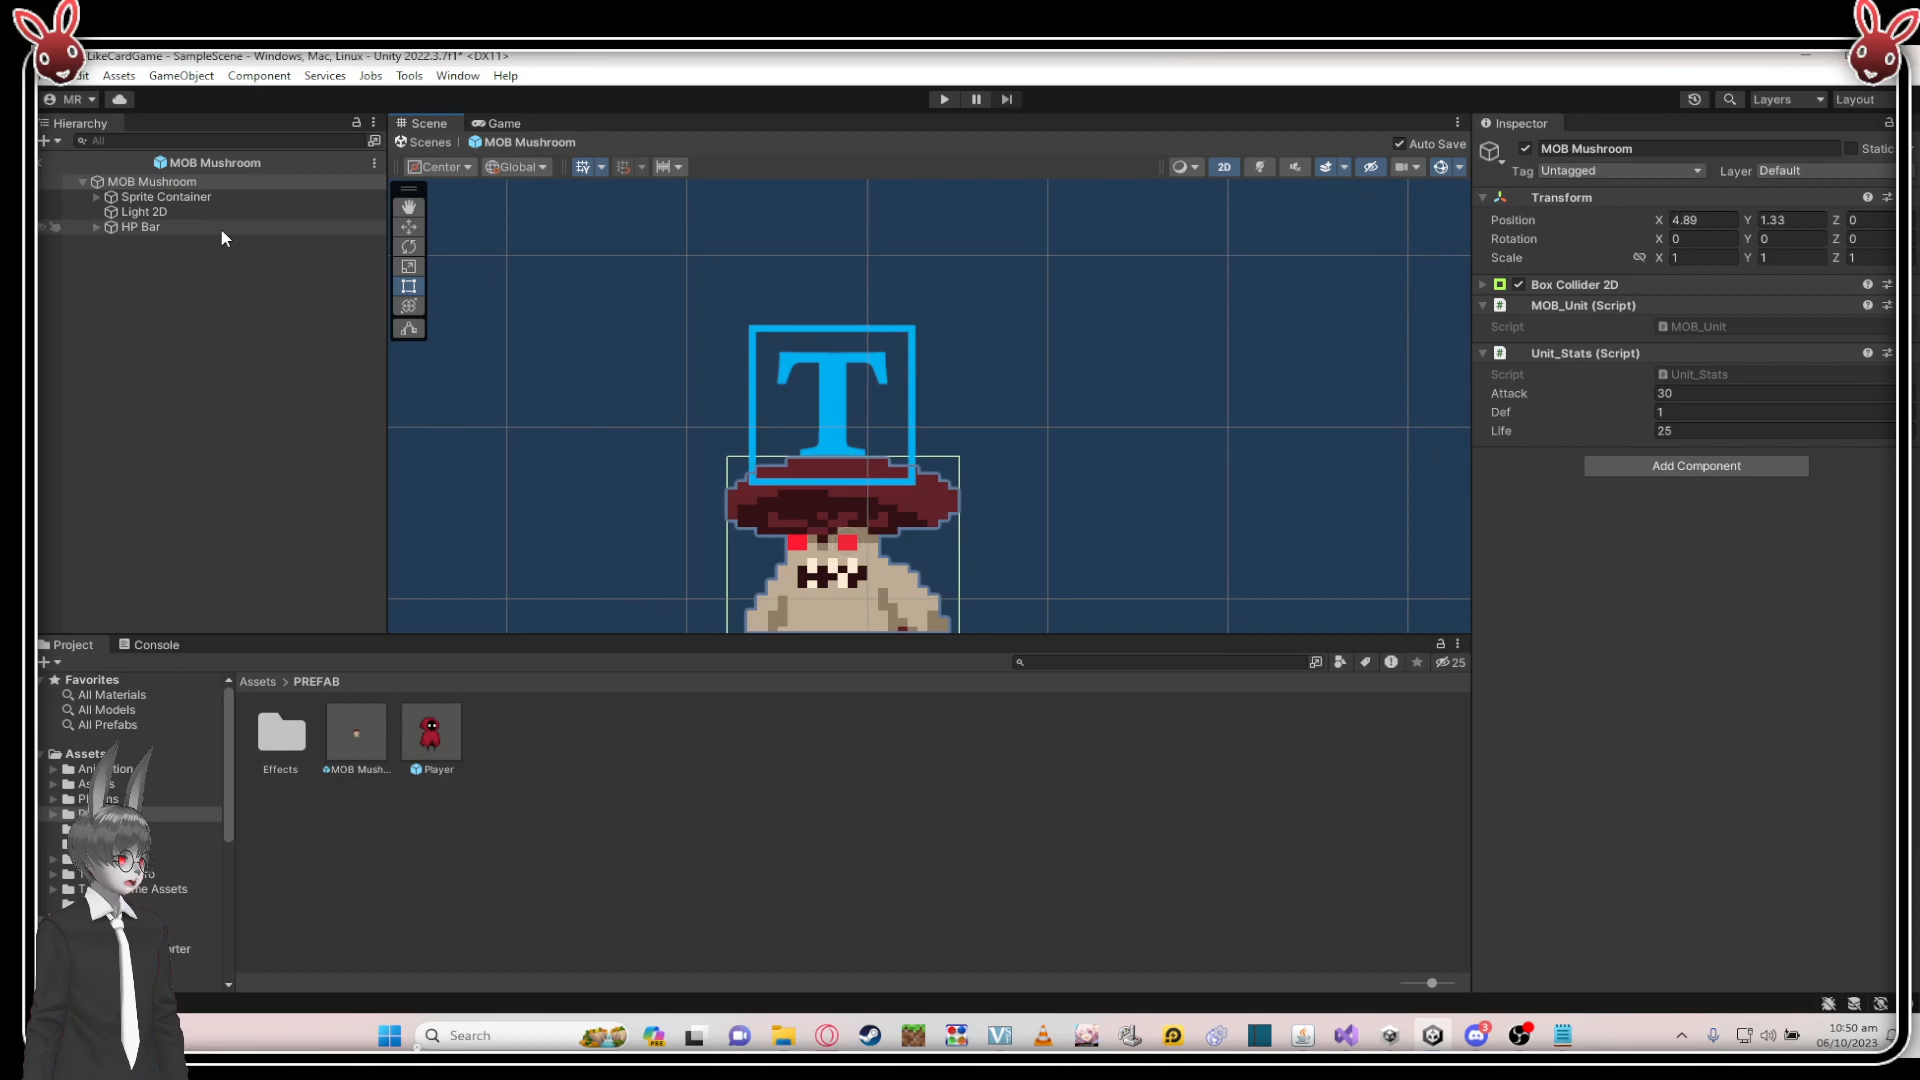 LikeCardGame - SampleScene - Windows, Mac, Linux - Unity 2022.3.7f1* <DX11>
Assets GameObject Component Services Jobs Tools Window Help
MR
Layers Layout
Hierarchy
All
MOB Mushroom
MOB Mushroom
Sprite Container
Light 2D
HP Bar
Scene Game
Scenes MOB Mushroom Auto Save
Center Global 2D
T
Inspector
MOB Mushroom Static
Tag Untagged Layer Default
Transform
Position X 4.89 Y 1.33 Z 0
Rotation X 0 Y 0 Z 0
Scale X 1 Y 1 Z 1
Box Collider 2D
MOB_Unit (Script)
Script MOB_Unit
Unit_Stats (Script)
Script Unit_Stats
Attack 30
Def 1
Life 25
Add Component
Project Console
25
Favorites
All Materials
All Models
All Prefabs
Assets
Assets > PREFAB
Effects MOB Mush... Player
Search
PRE
3
10:50 am
06/10/2023